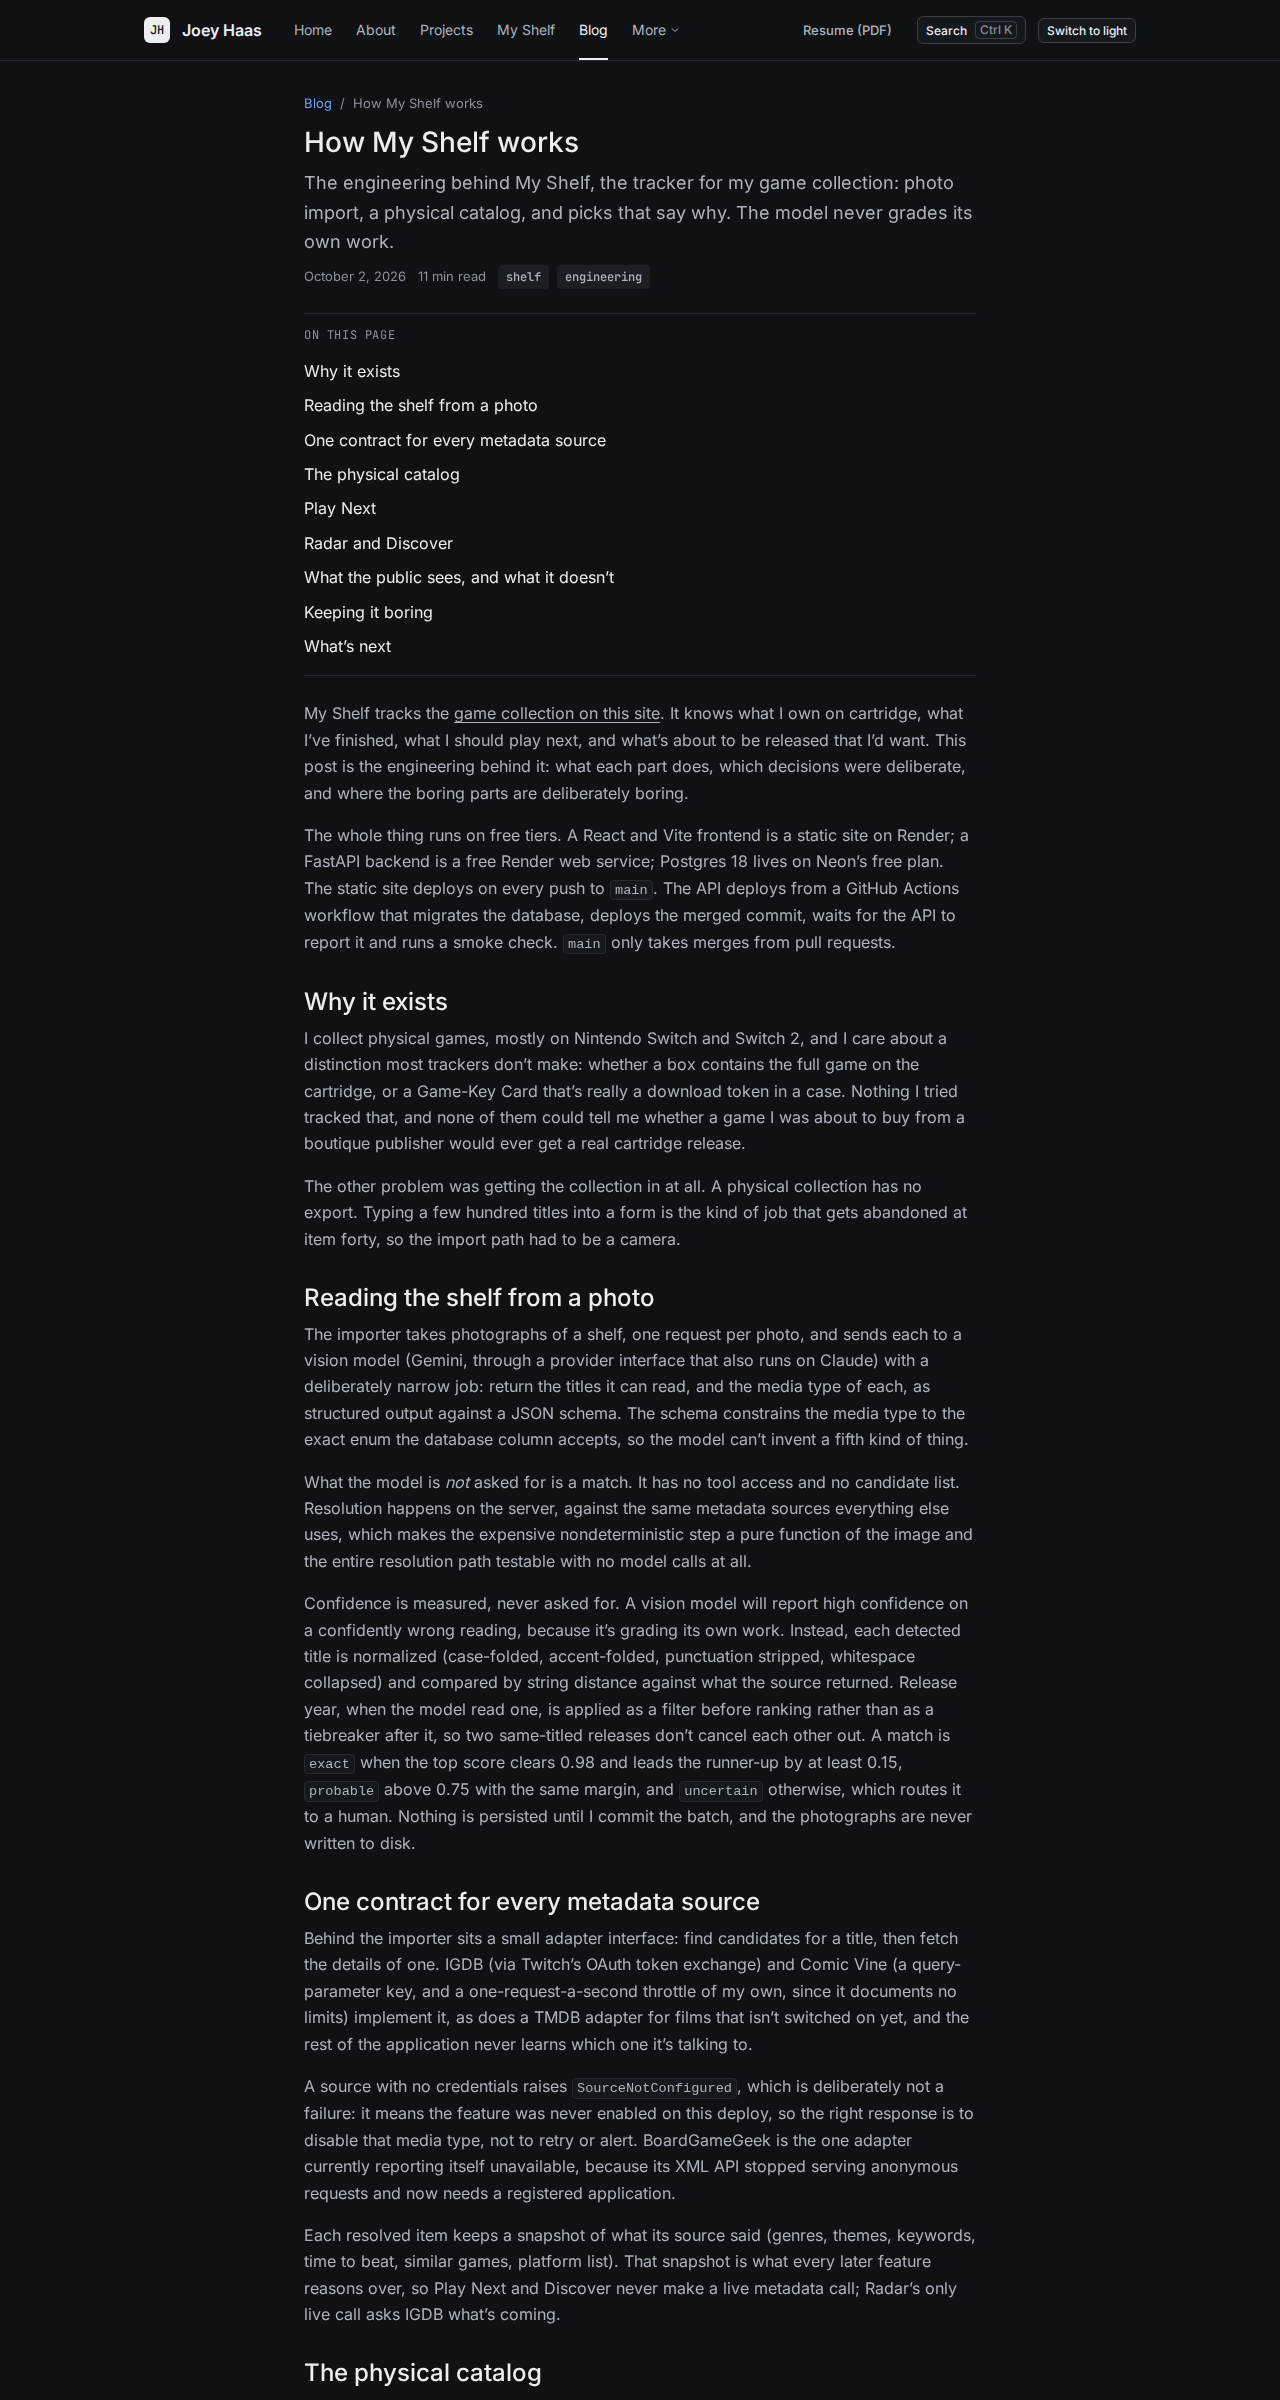 JH Joey Haas Home About Projects My Shelf Blog More Resume (PDF) Search Ctrl K Switch to light
Blog / How My Shelf works
How My Shelf works
The engineering behind My Shelf, the tracker for my game collection: photo
import, a physical catalog, and picks that say why. The model never grades its
own work.
October 2, 2026 11 min read shelf engineering
ON THIS PAGE
Why it exists
Reading the shelf from a photo
One contract for every metadata source
The physical catalog
Play Next
Radar and Discover
What the public sees, and what it doesn’t
Keeping it boring
What’s next
My Shelf tracks the game collection on this site. It knows what I own on cartridge, what
I’ve finished, what I should play next, and what’s about to be released that I’d want. This
post is the engineering behind it: what each part does, which decisions were deliberate,
and where the boring parts are deliberately boring.
The whole thing runs on free tiers. A React and Vite frontend is a static site on Render; a
FastAPI backend is a free Render web service; Postgres 18 lives on Neon’s free plan.
The static site deploys on every push to main. The API deploys from a GitHub Actions
workflow that migrates the database, deploys the merged commit, waits for the API to
report it and runs a smoke check. main only takes merges from pull requests.
Why it exists
I collect physical games, mostly on Nintendo Switch and Switch 2, and I care about a
distinction most trackers don’t make: whether a box contains the full game on the
cartridge, or a Game-Key Card that’s really a download token in a case. Nothing I tried
tracked that, and none of them could tell me whether a game I was about to buy from a
boutique publisher would ever get a real cartridge release.
The other problem was getting the collection in at all. A physical collection has no
export. Typing a few hundred titles into a form is the kind of job that gets abandoned at
item forty, so the import path had to be a camera.
Reading the shelf from a photo
The importer takes photographs of a shelf, one request per photo, and sends each to a
vision model (Gemini, through a provider interface that also runs on Claude) with a
deliberately narrow job: return the titles it can read, and the media type of each, as
structured output against a JSON schema. The schema constrains the media type to the
exact enum the database column accepts, so the model can’t invent a fifth kind of thing.
What the model is not asked for is a match. It has no tool access and no candidate list.
Resolution happens on the server, against the same metadata sources everything else
uses, which makes the expensive nondeterministic step a pure function of the image and
the entire resolution path testable with no model calls at all.
Confidence is measured, never asked for. A vision model will report high confidence on
a confidently wrong reading, because it’s grading its own work. Instead, each detected
title is normalized (case-folded, accent-folded, punctuation stripped, whitespace
collapsed) and compared by string distance against what the source returned. Release
year, when the model read one, is applied as a filter before ranking rather than as a
tiebreaker after it, so two same-titled releases don’t cancel each other out. A match is
exact when the top score clears 0.98 and leads the runner-up by at least 0.15,
probable above 0.75 with the same margin, and uncertain otherwise, which routes it
to a human. Nothing is persisted until I commit the batch, and the photographs are never
written to disk.
One contract for every metadata source
Behind the importer sits a small adapter interface: find candidates for a title, then fetch
the details of one. IGDB (via Twitch’s OAuth token exchange) and Comic Vine (a query-
parameter key, and a one-request-a-second throttle of my own, since it documents no
limits) implement it, as does a TMDB adapter for films that isn’t switched on yet, and the
rest of the application never learns which one it’s talking to.
A source with no credentials raises SourceNotConfigured, which is deliberately not a
failure: it means the feature was never enabled on this deploy, so the right response is to
disable that media type, not to retry or alert. BoardGameGeek is the one adapter
currently reporting itself unavailable, because its XML API stopped serving anonymous
requests and now needs a registered application.
Each resolved item keeps a snapshot of what its source said (genres, themes, keywords,
time to beat, similar games, platform list). That snapshot is what every later feature
reasons over, so Play Next and Discover never make a live metadata call; Radar’s only
live call asks IGDB what’s coming.
The physical catalog